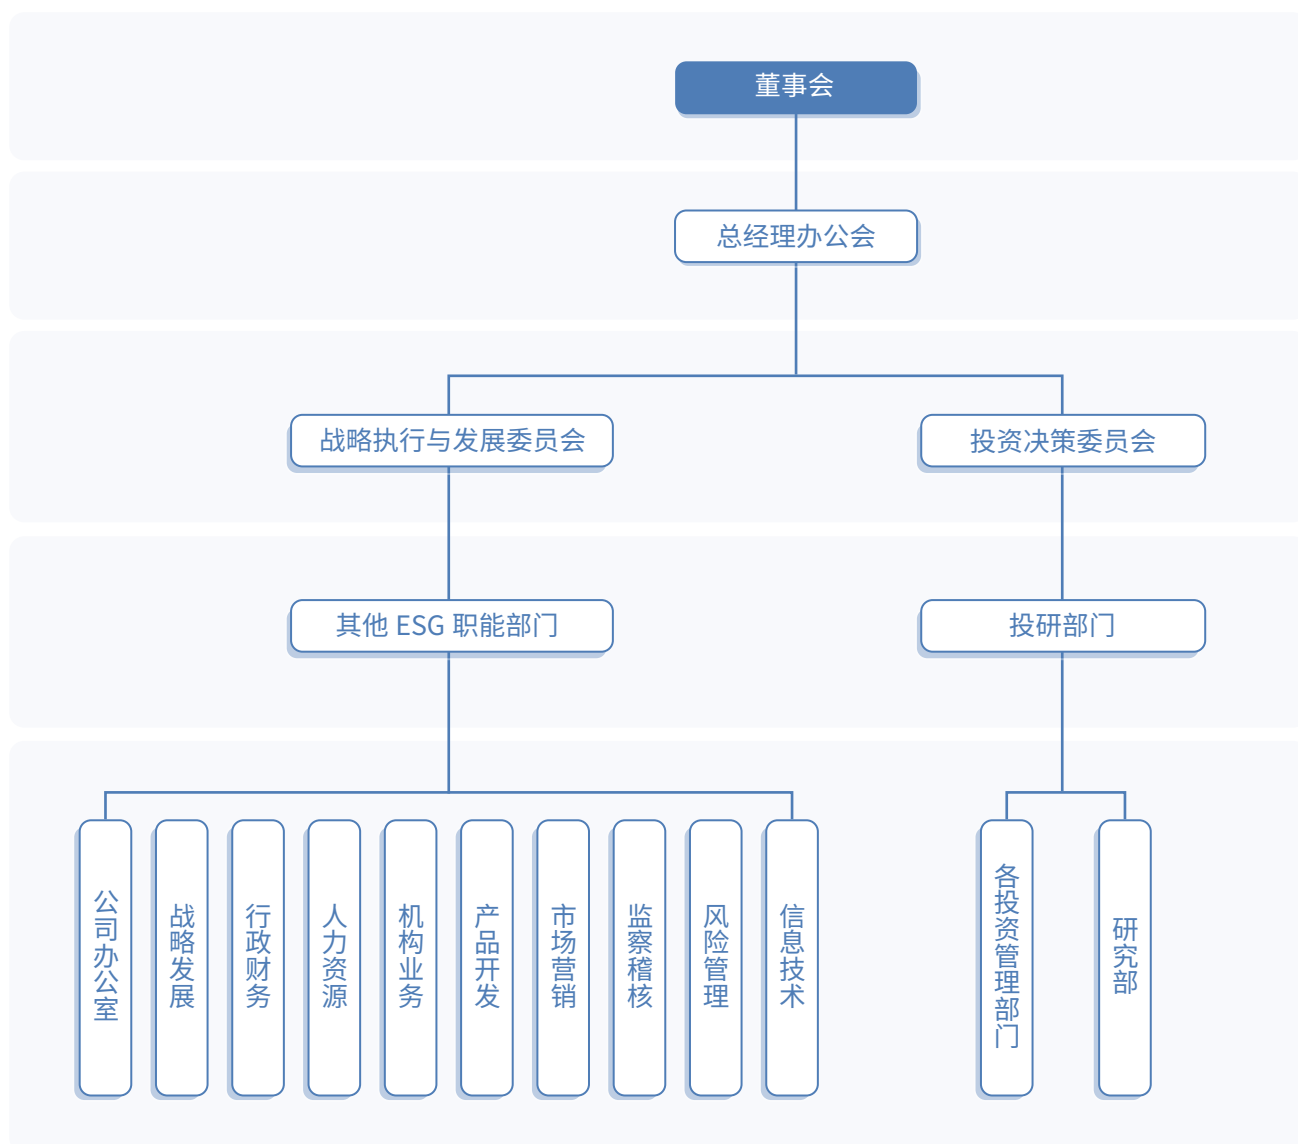 董事会
总经理办公会
战略执行与发展委员会
投资决策委员会
其他 ESG 职能部门
投研部门
公司办公室
战略发展
行政财务
人力资源
机构业务
产品开发
市场营销
监察稽核
风险管理
信息技术
各投资管理部门
研究部